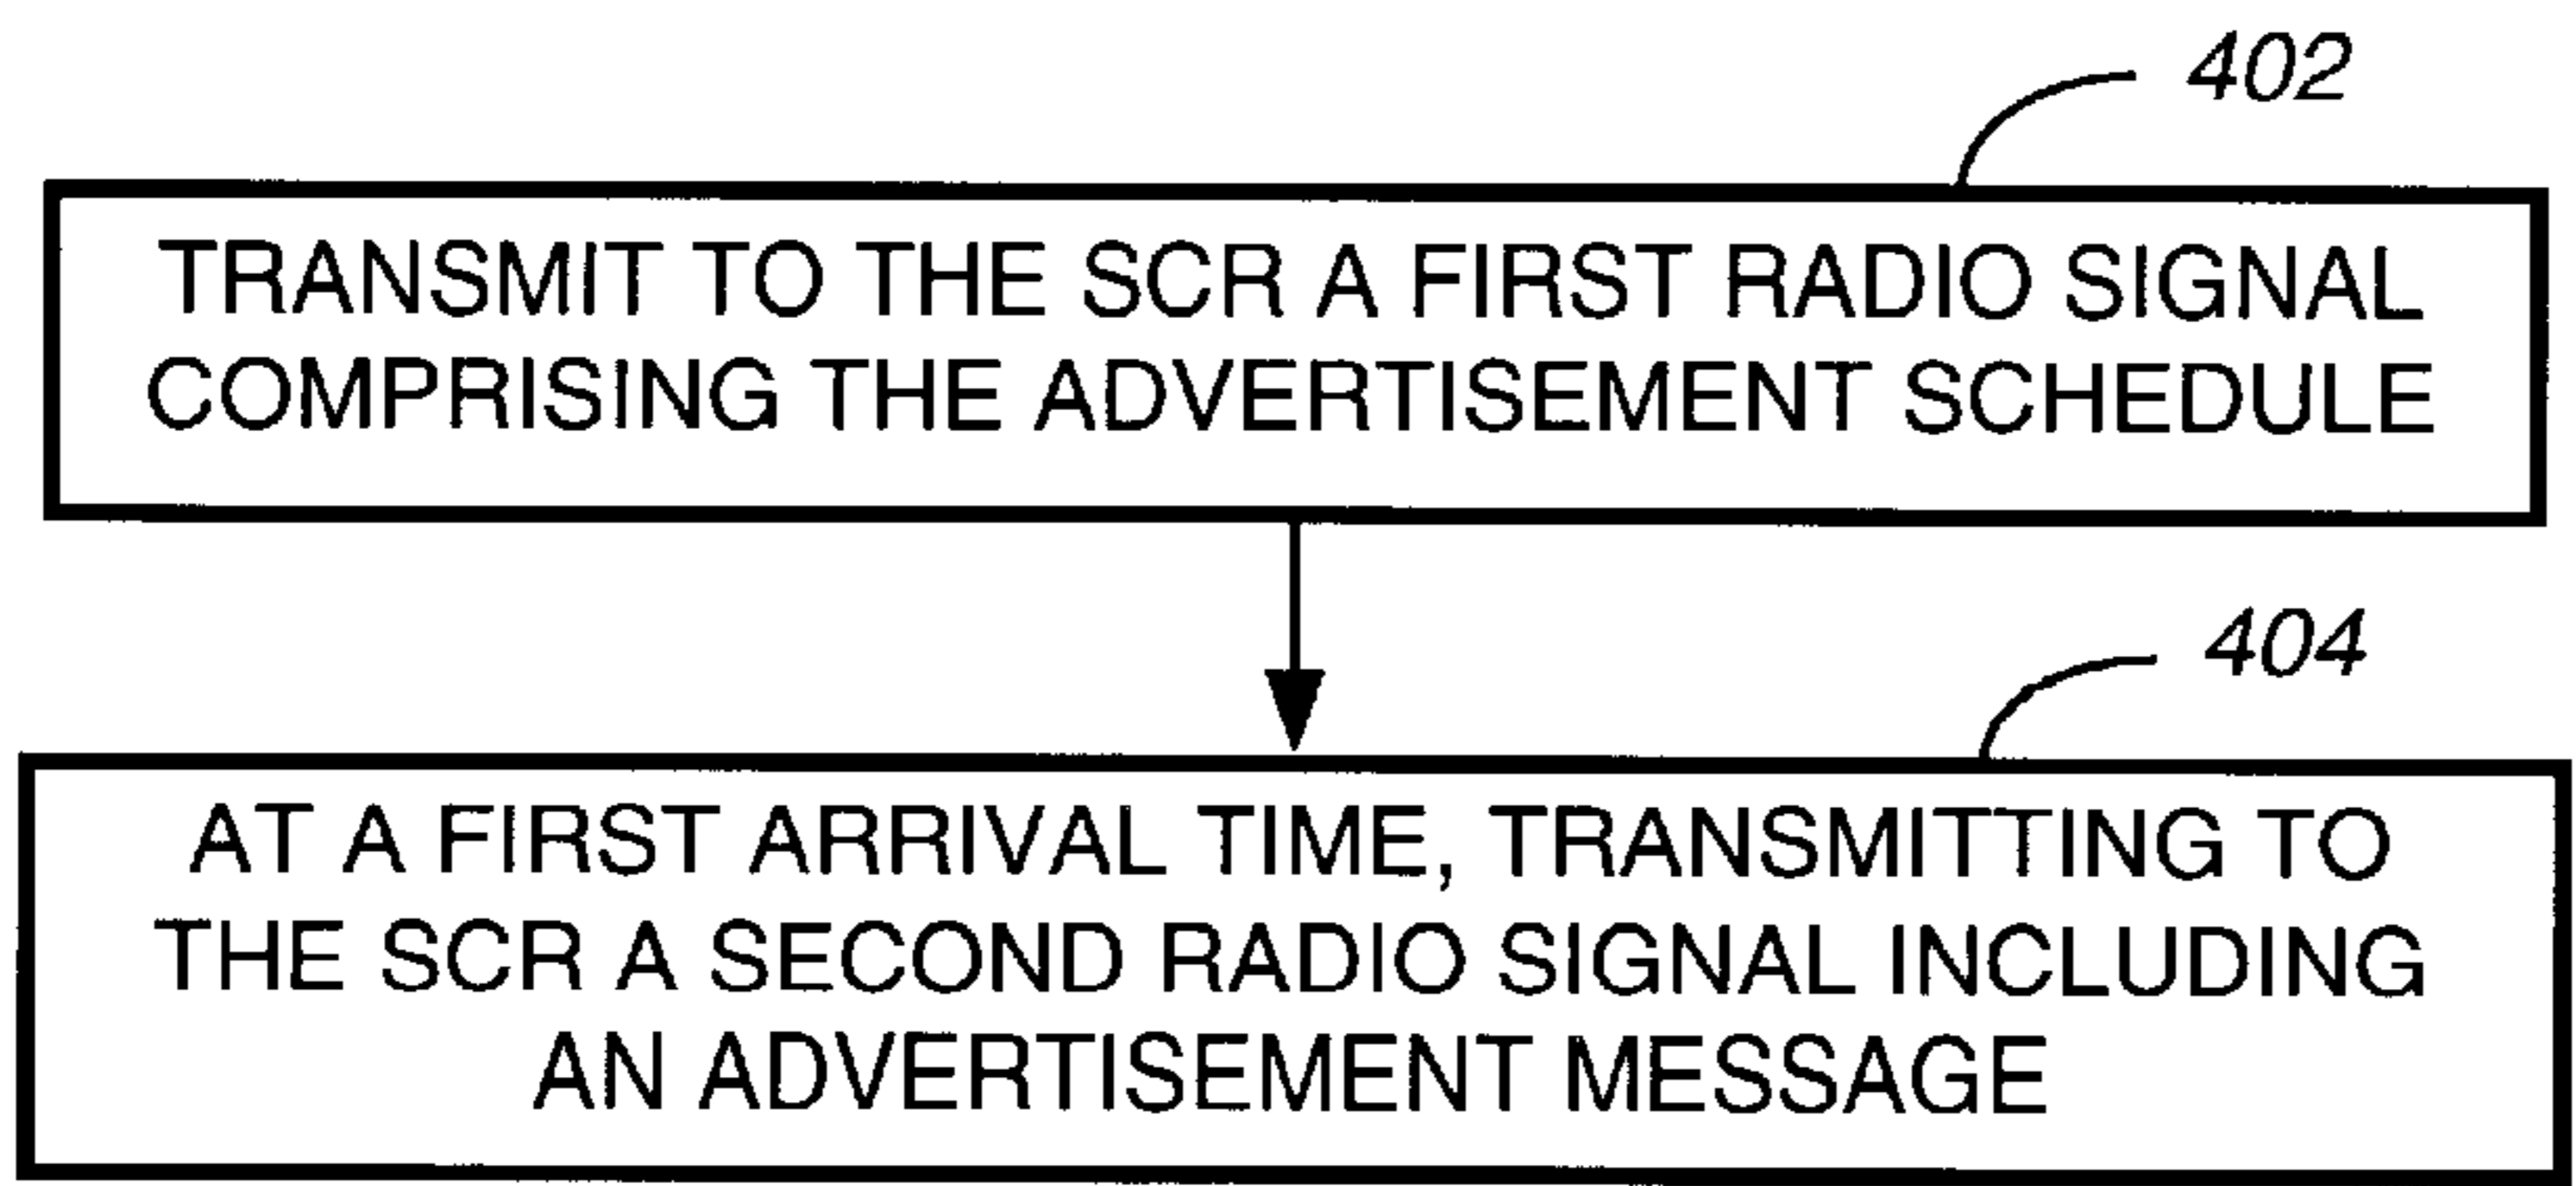 402
TRANSMIT TO THE SCR A FIRST RADIO SIGNAL
COMPRISING THE ADVERTISEMENT SCHEDULE
404
AT A FIRST ARRIVAL TIME, TRANSMITTING TO
THE SCR A SECOND RADIO SIGNAL INCLUDING
AN ADVERTISEMENT MESSAGE